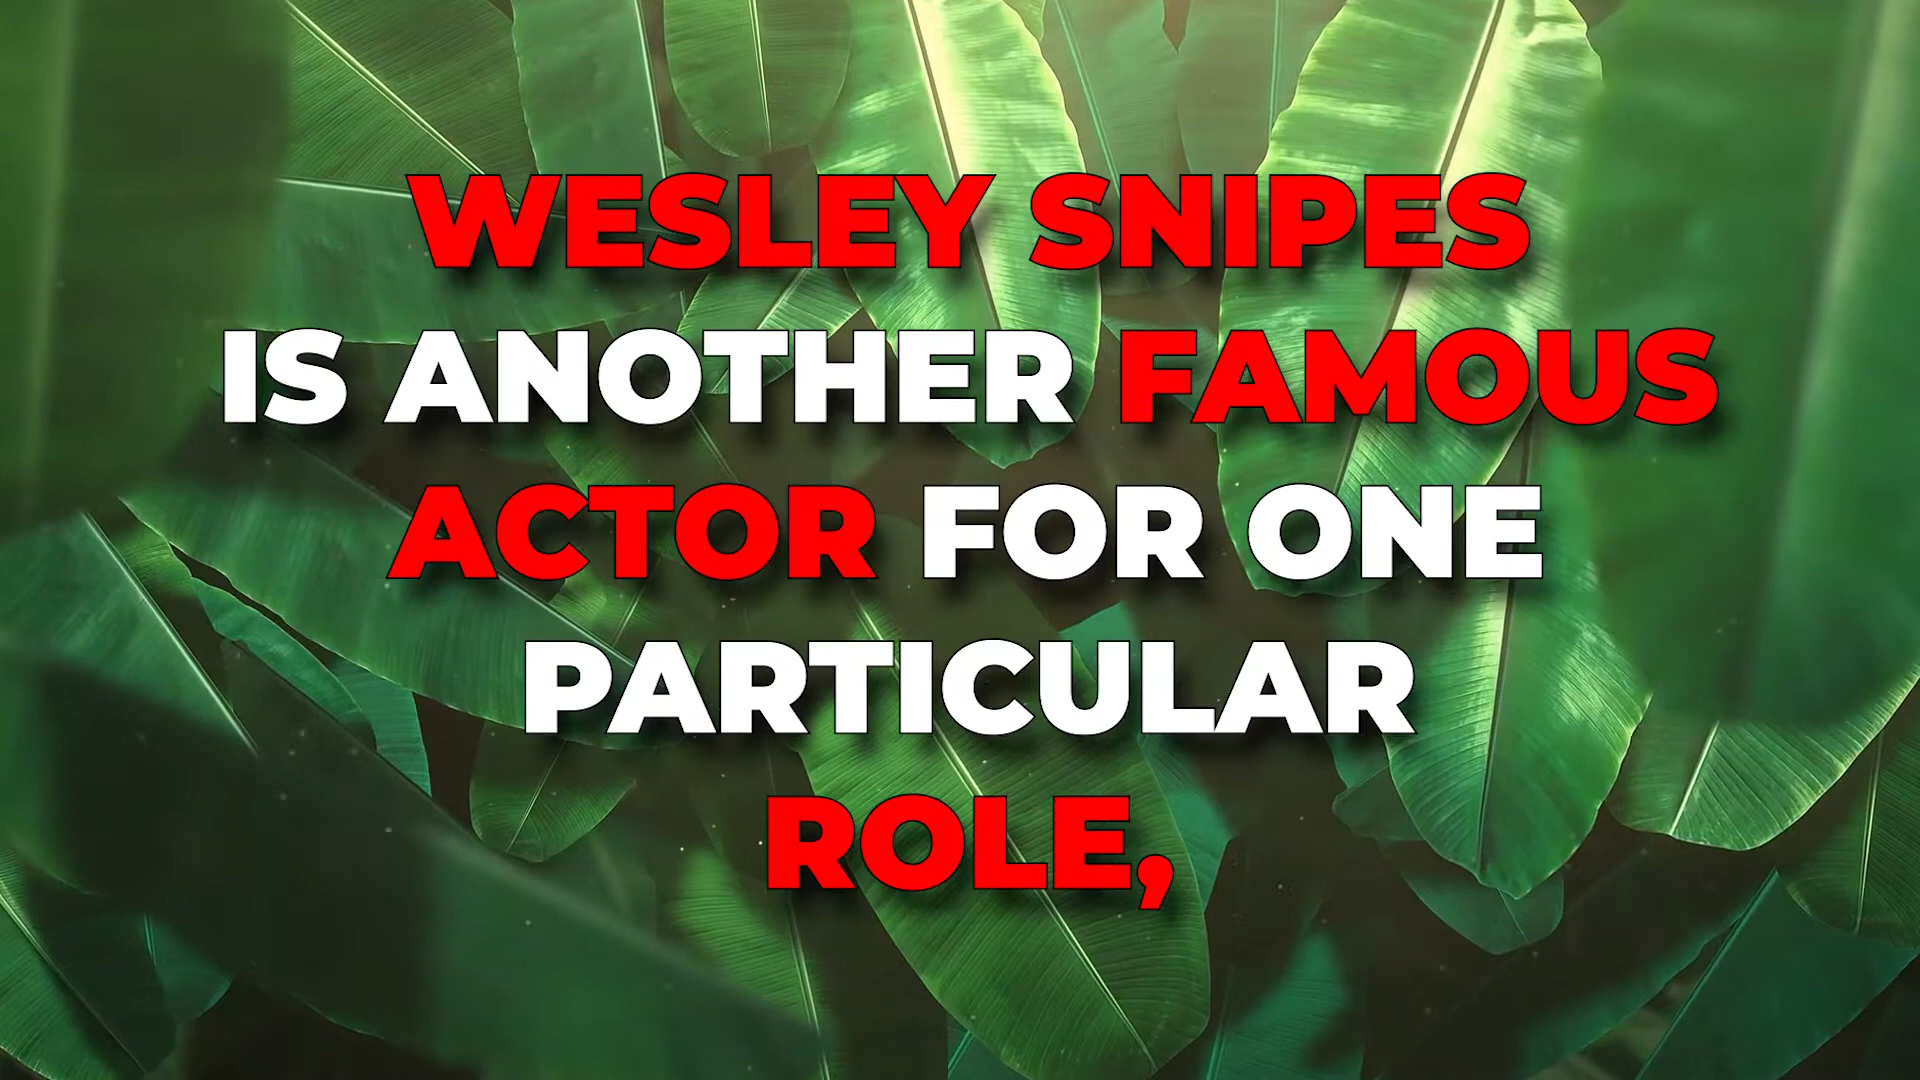 WESLEY SNIPES
IS ANOTHER FAMOUS
ACTOR FOR ONE
PARTICULAR
ROLE,